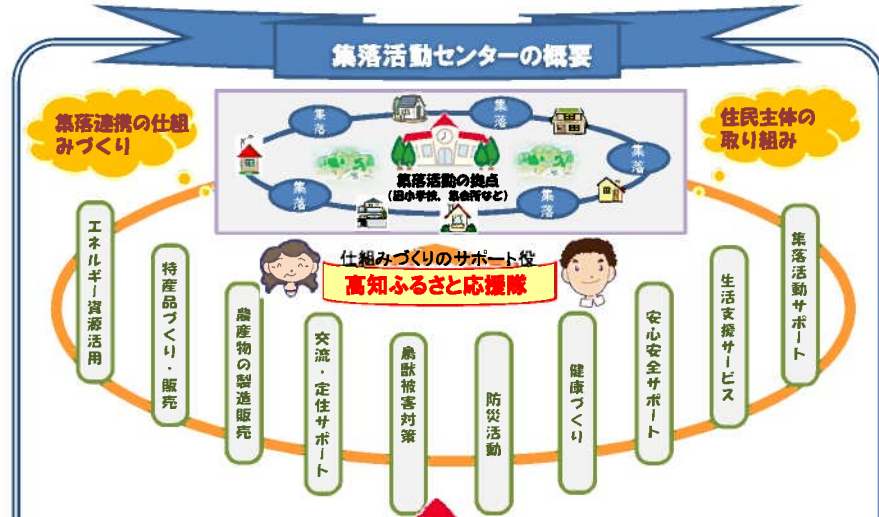 集落活動センターの概要
集落連携の仕組
みづくり
住民主体の
取り組み
集落
集落
集落
集落
集落
集落活動の拠点
(旧小学校、集会所など)
仕組みづくりのサポート役
高知ふるさと応援隊
エネルギー資源活用
特産品づくり・販売
農産物の製造販売
交流・定住サポート
鳥獣被害対策
防災活動
健康づくり
安心安全サポート
生活支援サービス
集落活動サポート